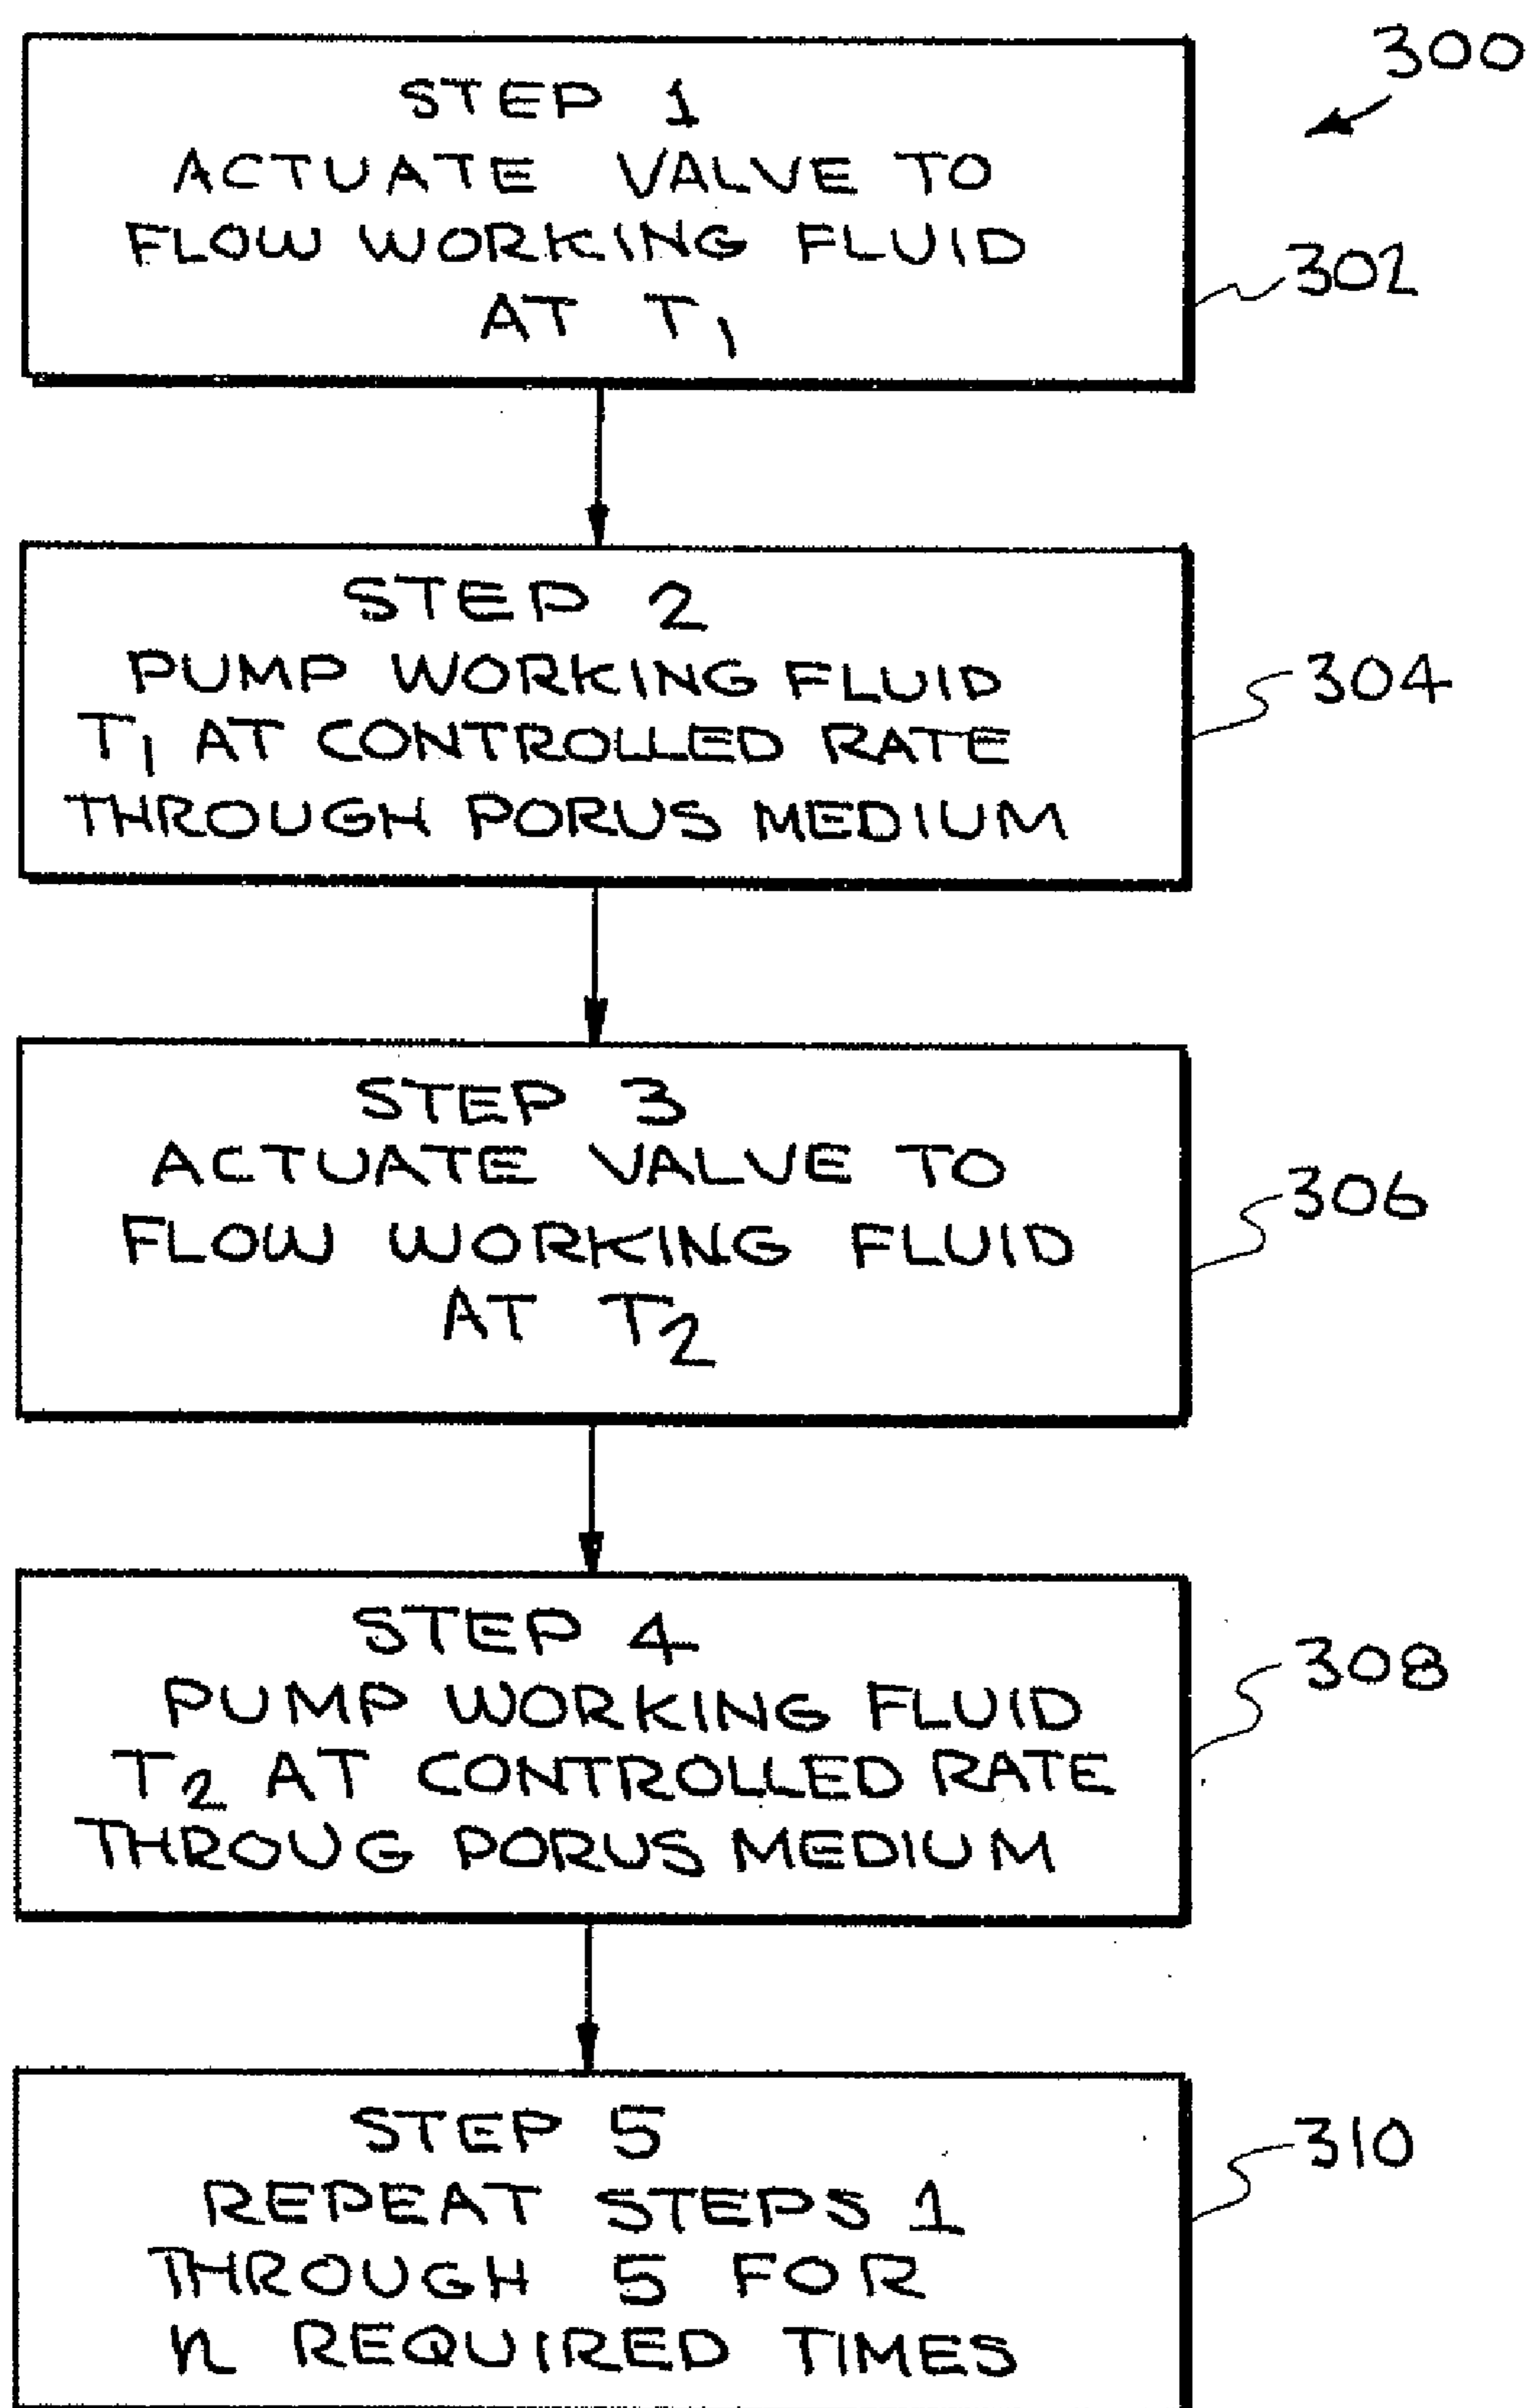 300
STEP 1
ACTUATE VALVE TO
FLOW WORKING FLUID
AT T₁
302
STEP 2
PUMP WORKING FLUID
T₁ AT CONTROLLED RATE
THROUGH PORUS MEDIUM
304
STEP 3
ACTUATE VALVE TO
FLOW WORKING FLUID
AT T₂
306
STEP 4
PUMP WORKING FLUID
T₂ AT CONTROLLED RATE
THROUG PORUS MEDIUM
308
STEP 5
REPEAT STEPS 1
THROUGH 5 FOR
n REQUIRED TIMES
310